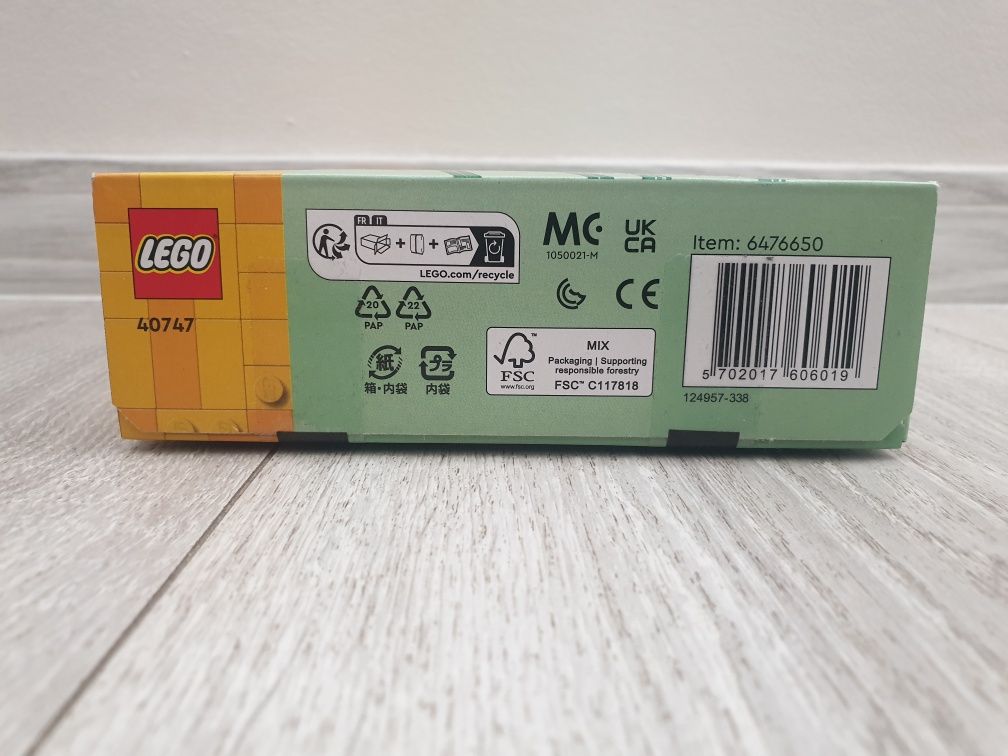 LEGO
40747
FR IT
LEGO.com/recycle
20
PAP
22
PAP
紙
箱・内袋
プラ
内袋
MC
1050021-M
UK
CA
CE
FSC™
www.fsc.org
MIX
Packaging | Supporting
responsible forestry
FSC™ C117818
Item: 6476650
5 702017 606019
124957-338